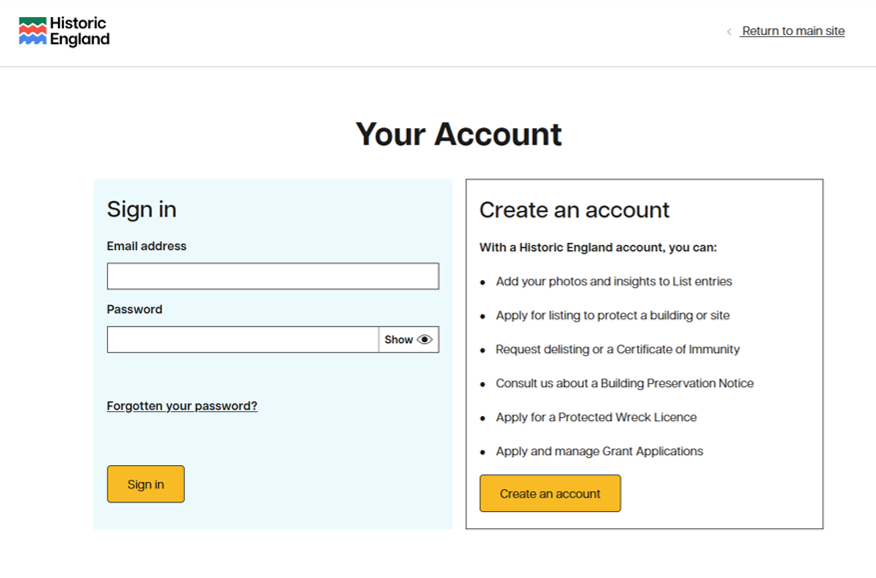 Historic
England
Return to main site
Your Account
Sign in
Email address
Password
Show
Forgotten your password?
Sign in
Create an account
With a Historic England account, you can:
• Add your photos and insights to List entries
• Apply for listing to protect a building or site
• Request delisting or a Certificate of Immunity
• Consult us about a Building Preservation Notice
• Apply for a Protected Wreck Licence
• Apply and manage Grant Applications
Create an account